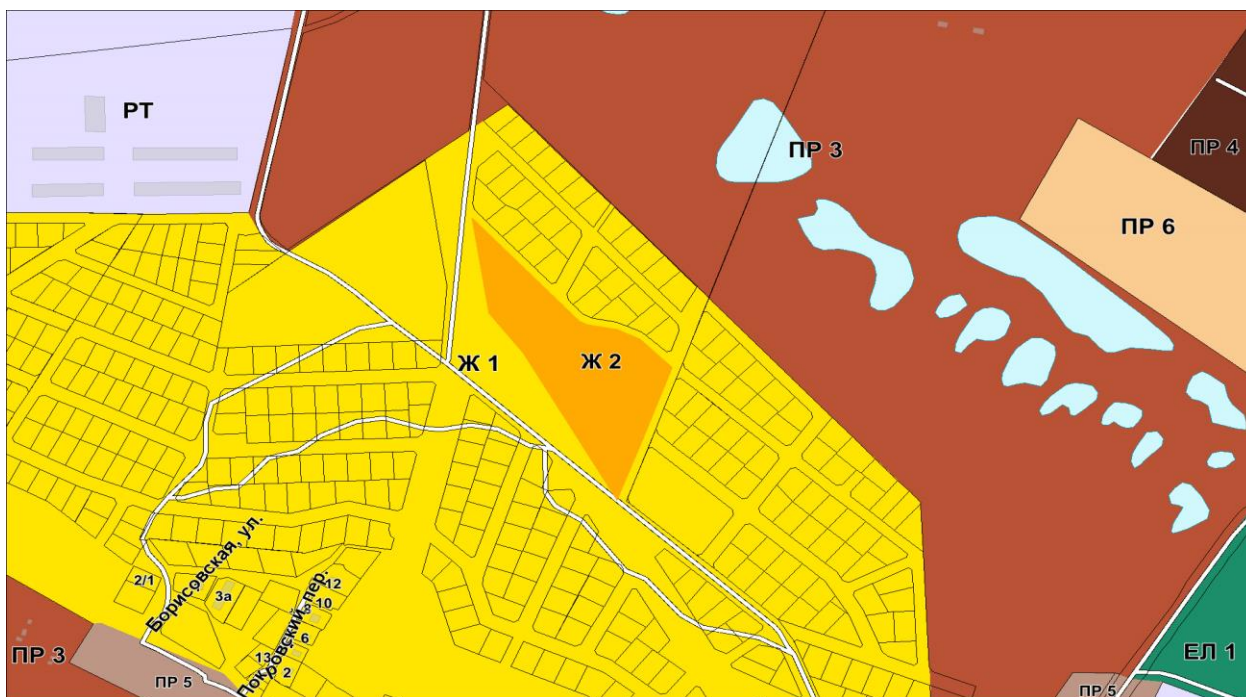 РТ
ПР 3
ПР 4
ПР 6
Ж 1
Ж 2
Борисовская, ул.
Покровский, пер.
2/1
3а
12
10
6
13
2
ПР 3
ПР 5
ЕЛ 1
ПР 5